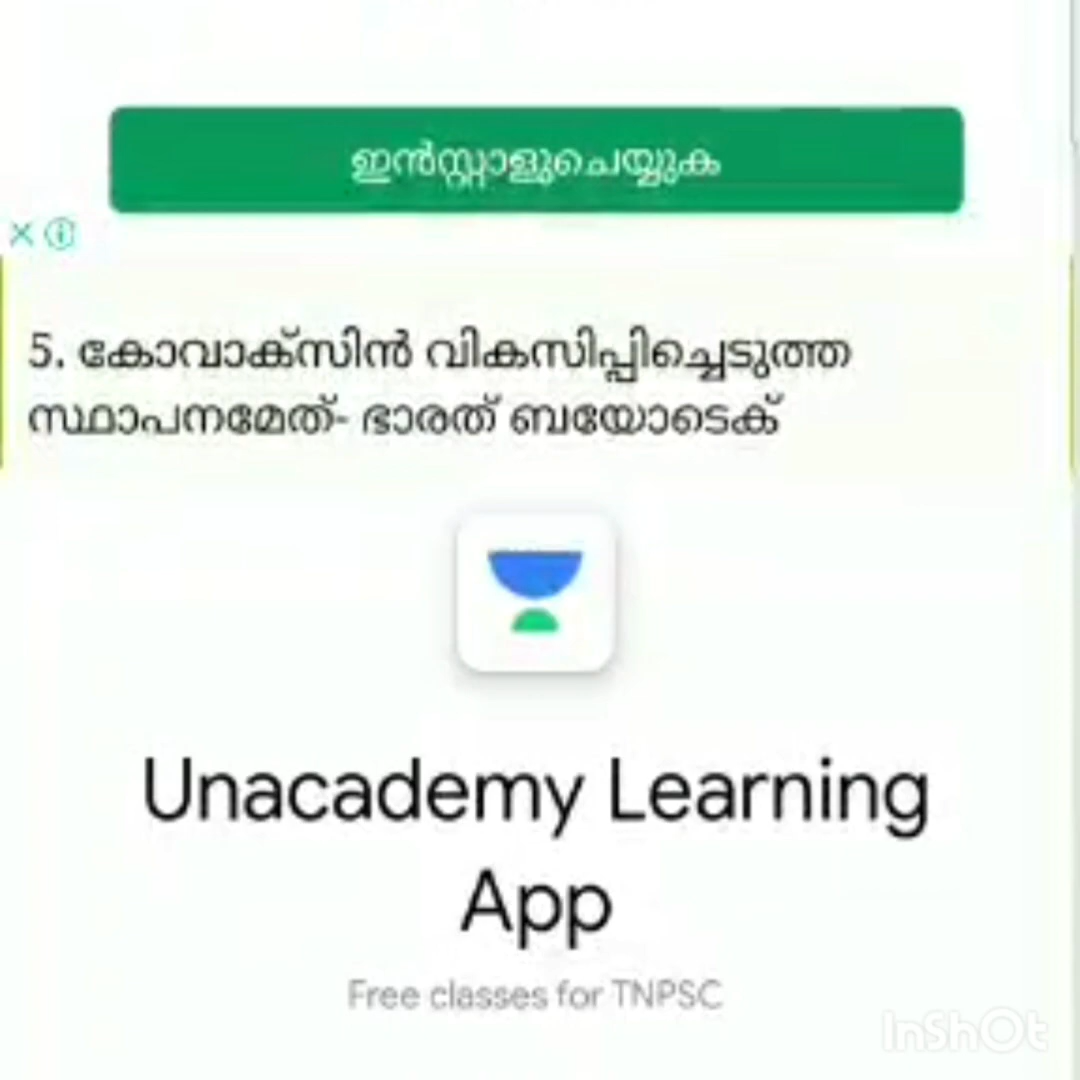 ഇൻസ്റ്റാളുചെയ്യുക
5. കോവാക്സിൻ വികസിപ്പിച്ചെടുത്ത
സ്ഥാപനമേത്- ഭാരത് ബയോടെക്
Unacademy Learning
App
Free classes for TNPSC
InShOt